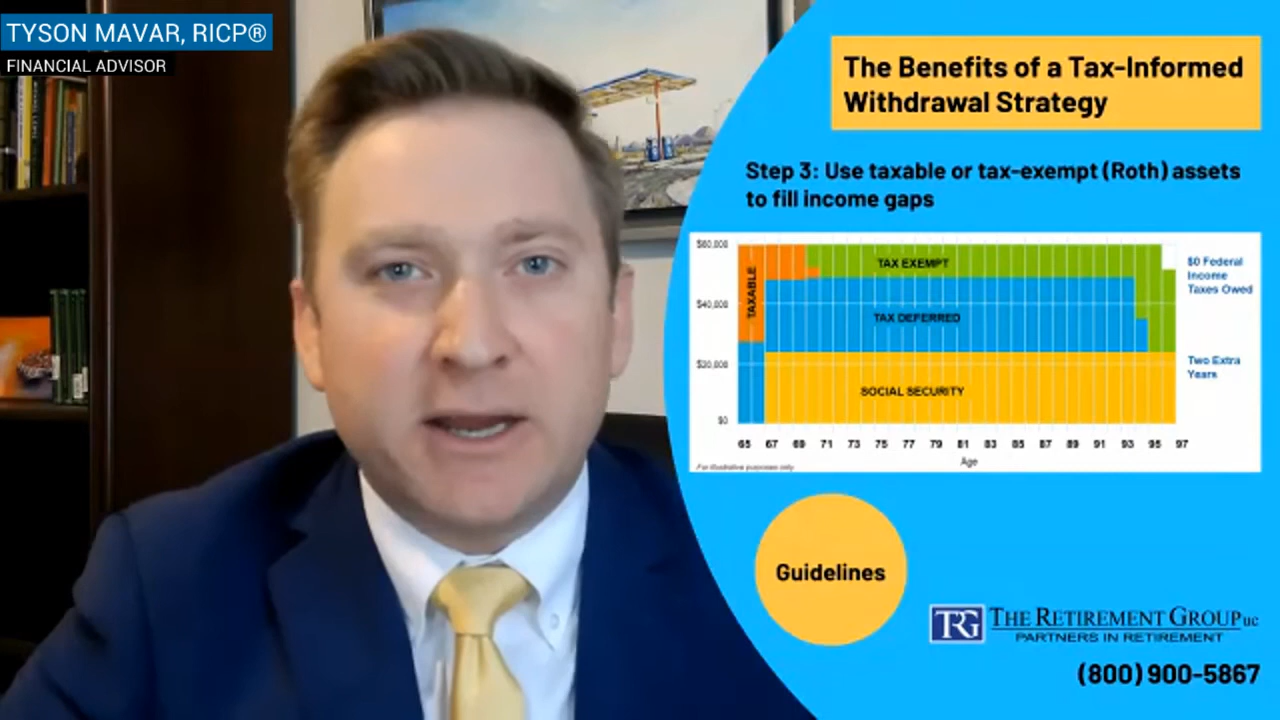 TYSON MAVAR, RICP®
FINANCIAL ADVISOR
The Benefits of a Tax-Informed
Withdrawal Strategy
Step 3: Use taxable or tax-exempt (Roth) assets
to fill income gaps
$60,000
$40,000
$20,000
$0
TAXABLE
TAX EXEMPT
TAX DEFERRED
SOCIAL SECURITY
$0 Federal
Income
Taxes Owed
Two Extra
Years
65 67 69 71 73 75 77 79 81 83 85 87 89 91 93 95 97
Age
For illustrative purposes only
Guidelines
TRG THE RETIREMENT GROUP LLC
PARTNERS IN RETIREMENT
(800) 900-5867